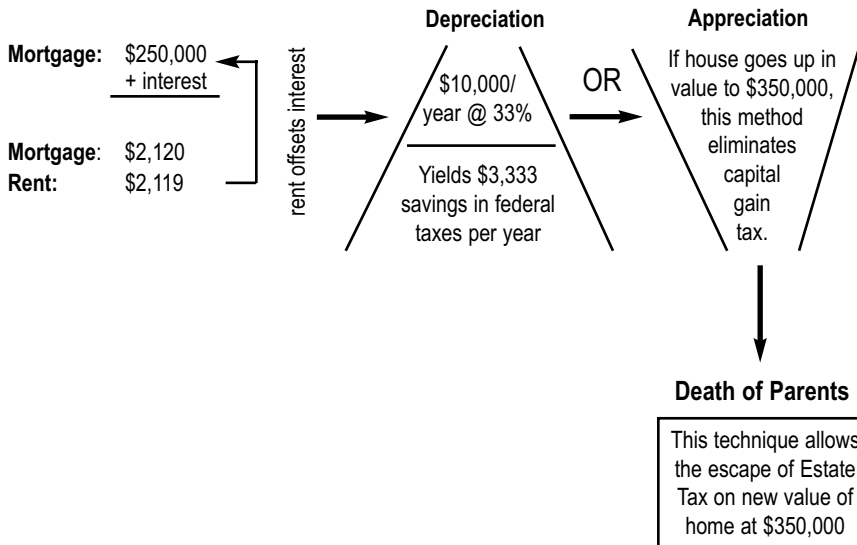 Mortgage: $250,000
+ interest
Mortgage: $2,120
Rent: $2,119
rent offsets interest
Depreciation
$10,000/
year @ 33%
Yields $3,333
savings in federal
taxes per year
OR
Appreciation
If house goes up in
value to $350,000,
this method
eliminates
capital
gain
tax.
Death of Parents
This technique allows
the escape of Estate
Tax on new value of
home at $350,000